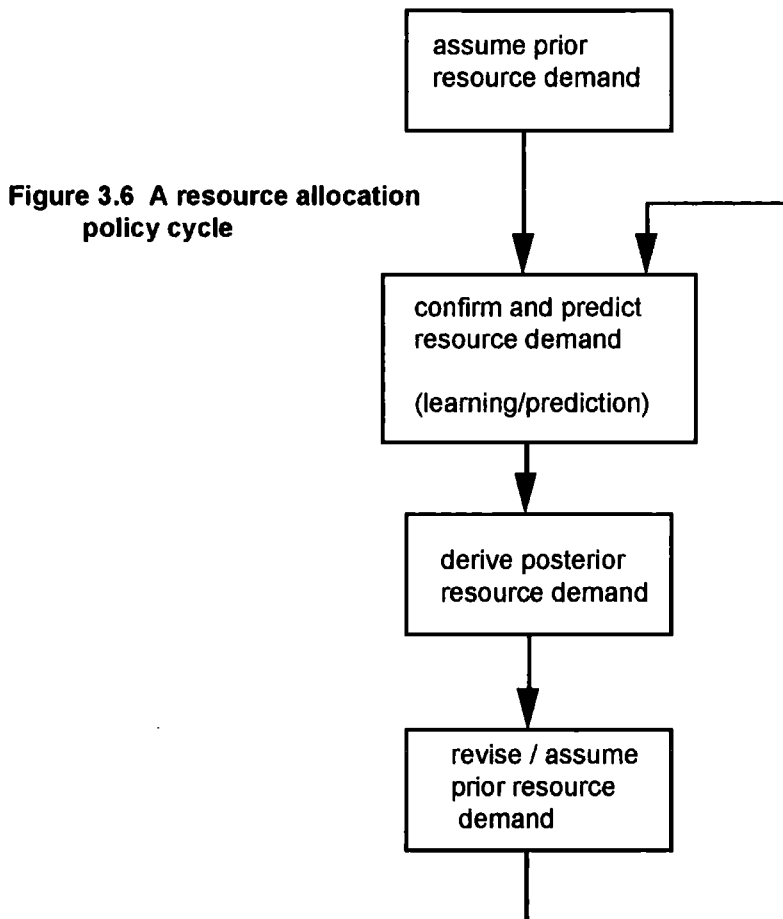 assume prior
resource demand
Figure 3.6 A resource allocation
policy cycle
confirm and predict
resource demand
(learning/prediction)
derive posterior
resource demand
revise / assume
prior resource
demand